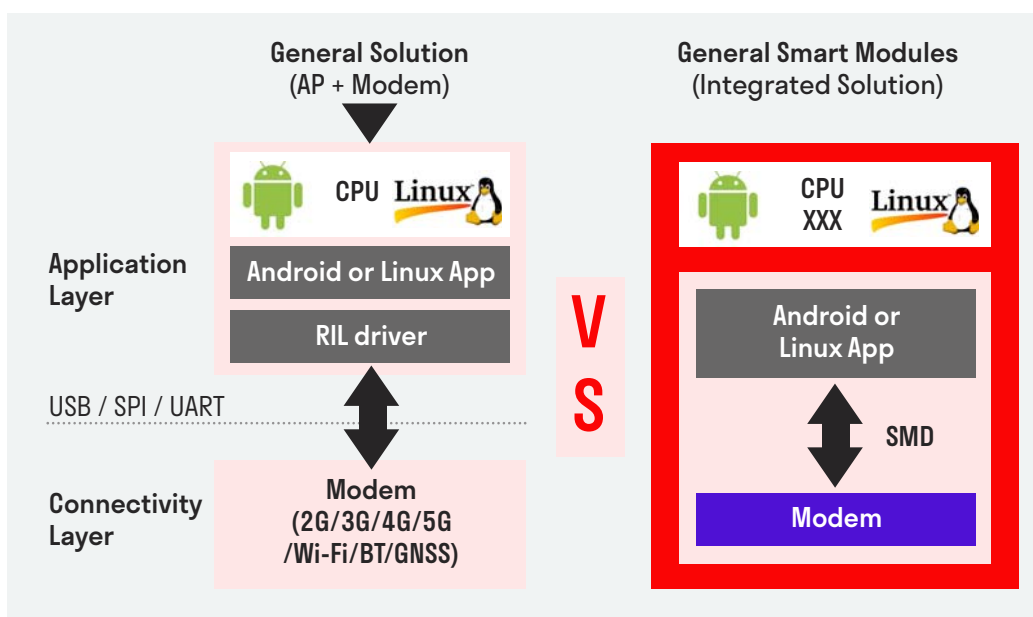 General Solution
(AP + Modem)
CPU Linux
Android or Linux App
RIL driver
Application
Layer
USB / SPI / UART
Connectivity
Layer
Modem
(2G/3G/4G/5G
/Wi-Fi/BT/GNSS)
V
S
General Smart Modules
(Integrated Solution)
CPU
XXX
Linux
Android or
Linux App
SMD
Modem